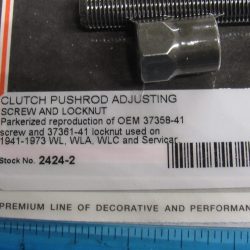 CLUTCH PUSHROD ADJUSTING
SCREW AND LOCKNUT
Parkerized reproduction of OEM 37358-41
screw and 37361-41 locknut used on
1941-1973 WL, WLA, WLC and Servicar
Stock No. 2424-2
PREMIUM LINE OF DECORATIVE AND PERFORMAN